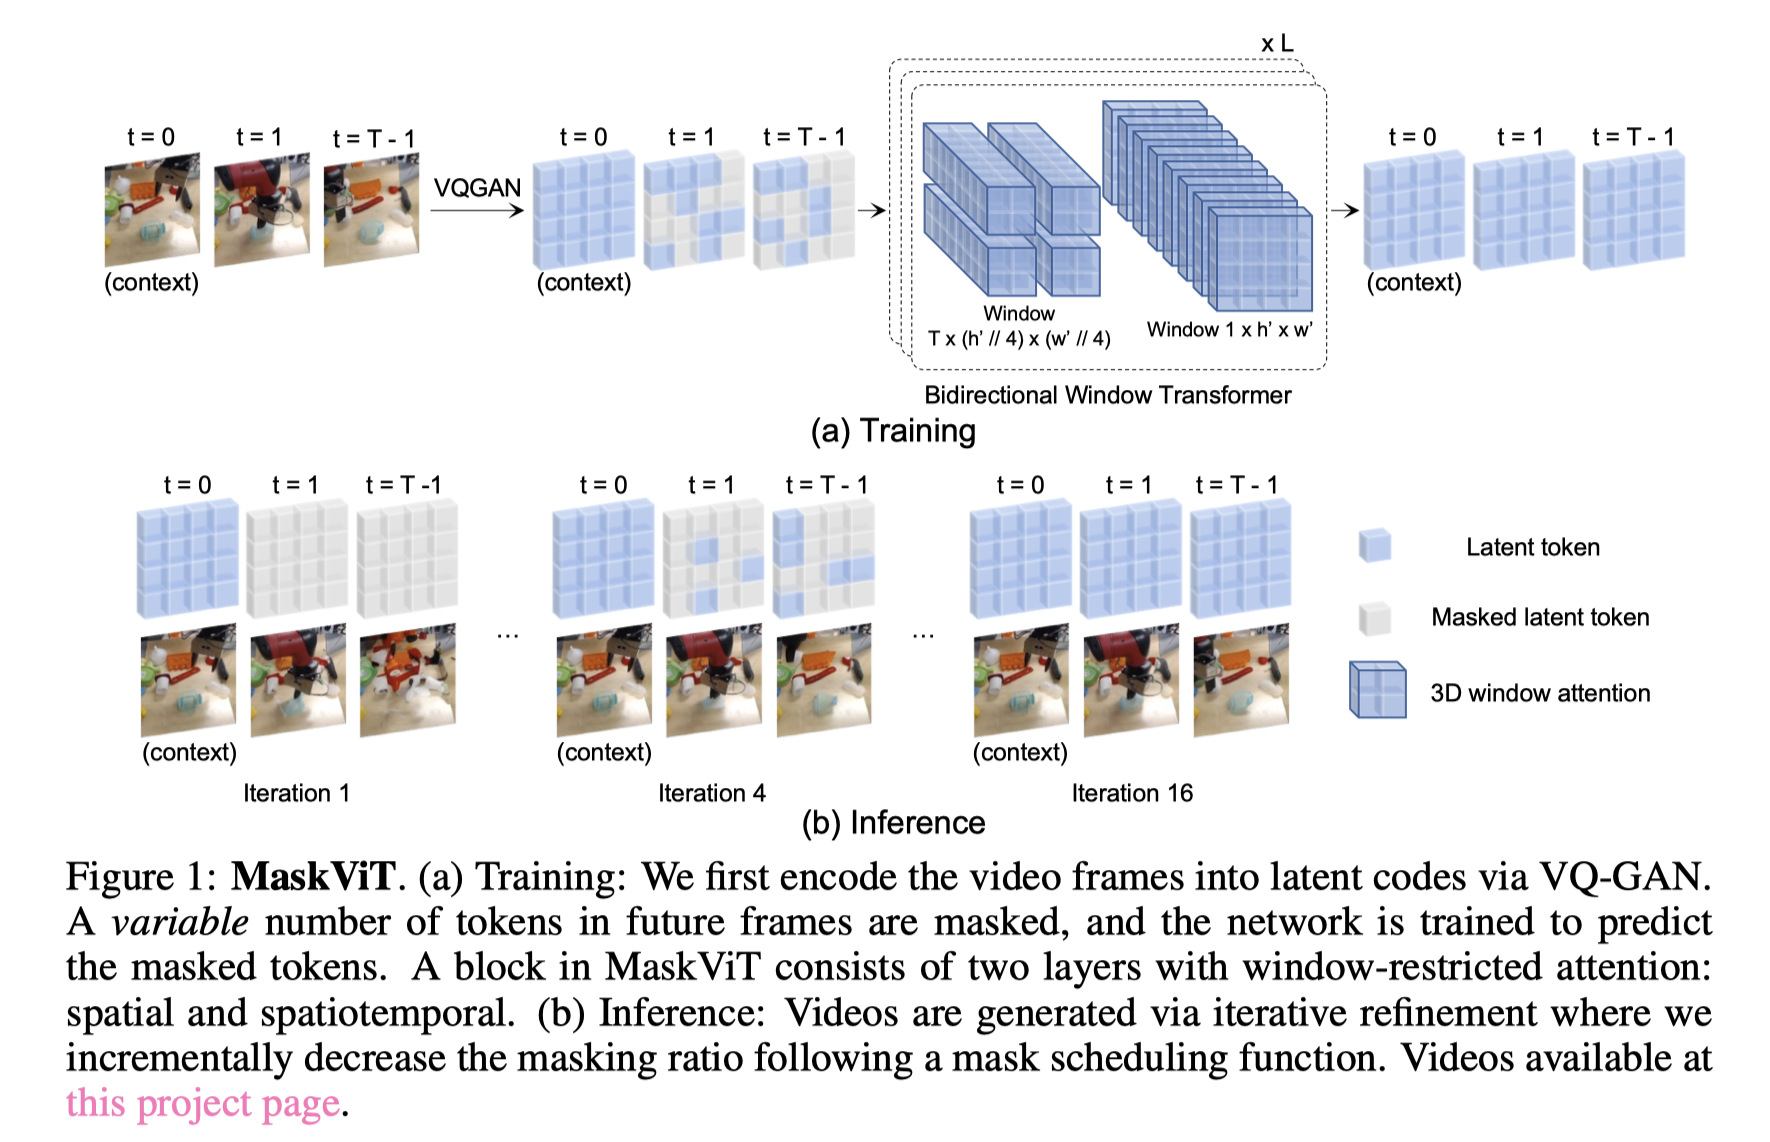 x L
t = 0 t = 1 t = T - 1
VQGAN
t = 0 t = 1 t = T - 1
t = 0 t = 1 t = T - 1
(context)
(context)
(context)
Window
T x (h’ // 4) x (w’ // 4)
Window 1 x h’ x w’
Bidirectional Window Transformer
(a) Training
t = 0 t = 1 t = T -1
t = 0 t = 1 t = T - 1
t = 0 t = 1 t = T - 1
Latent token
Masked latent token
3D window attention
... ...
(context)
(context)
(context)
Iteration 1
Iteration 4
Iteration 16
(b) Inference
Figure 1: MaskViT. (a) Training: We first encode the video frames into latent codes via VQ-GAN.
A variable number of tokens in future frames are masked, and the network is trained to predict
the masked tokens. A block in MaskViT consists of two layers with window-restricted attention:
spatial and spatiotemporal. (b) Inference: Videos are generated via iterative refinement where we
incrementally decrease the masking ratio following a mask scheduling function. Videos available at
this project page.